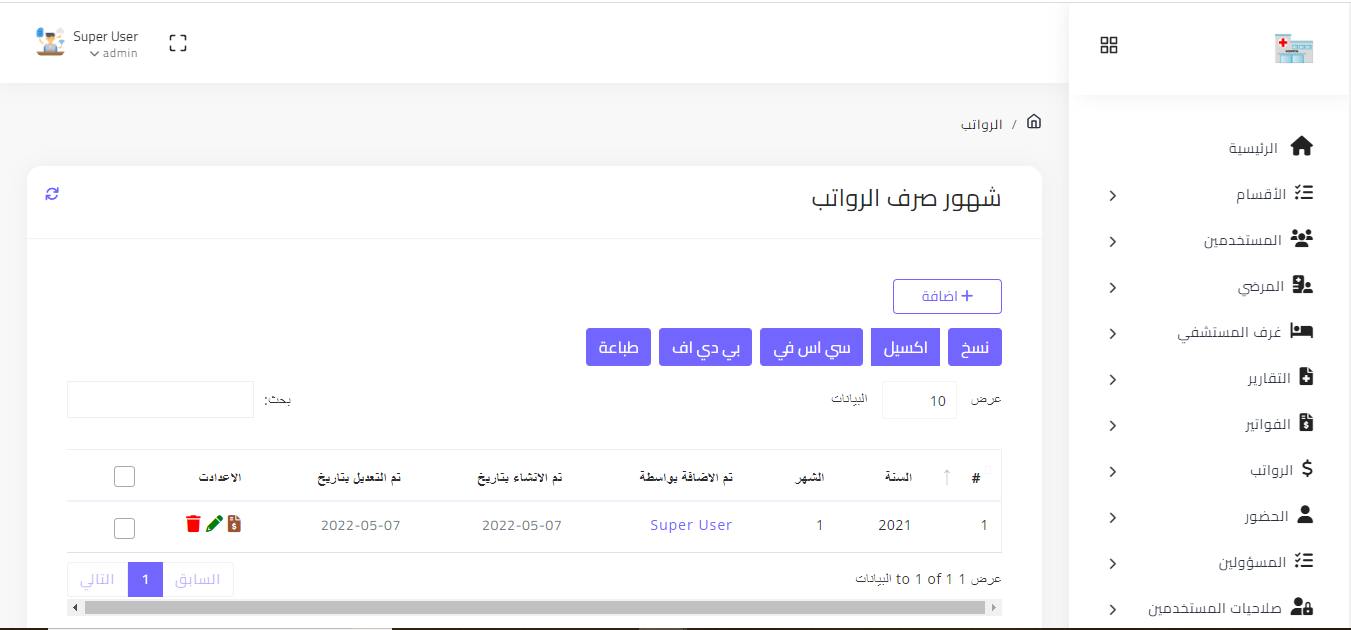 Super User
admin
الرواتب /
الرئيسية
الأقسام
المستخدمين
المرضي
غرف المستشفي
التقارير
الفواتير
الرواتب
الحضور
المسؤولين
صلاحيات المستخدمين
شهور صرف الرواتب
+ اضافة
نسخ اكسيل سي اس في بي دي اف طباعة
عرض 10 البيانات بحث:
# السنة الشهر تم الاضافة بواسطة تم الانشاء بتاريخ تم التعديل بتاريخ الاعدادت
1 2021 1 Super User 2022-05-07 2022-05-07
عرض 1 to 1 of 1 البيانات
السابق 1 التالي